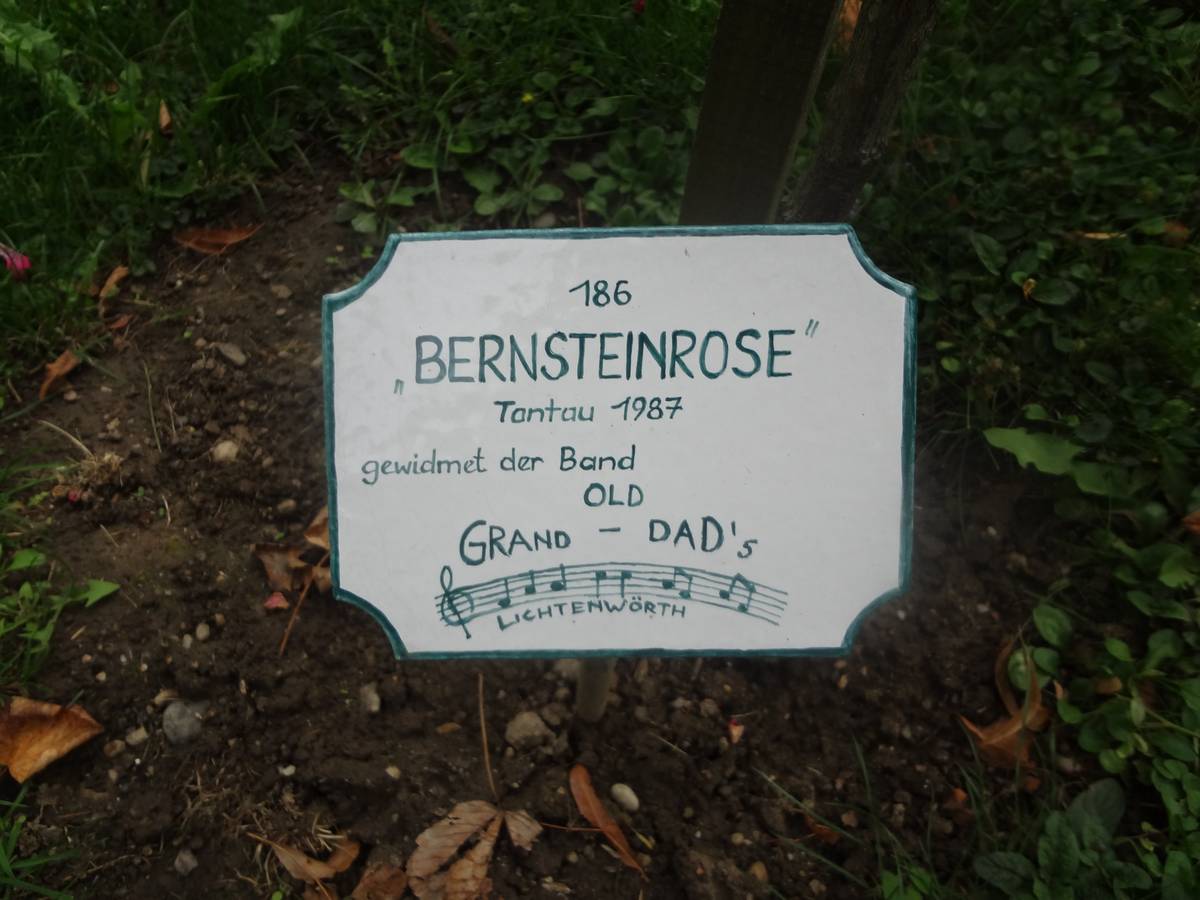 186
„BERNSTEINROSE"
Tantau 1987
gewidmet der Band
OLD
GRAND - DAD's
LICHTENWÖRTH